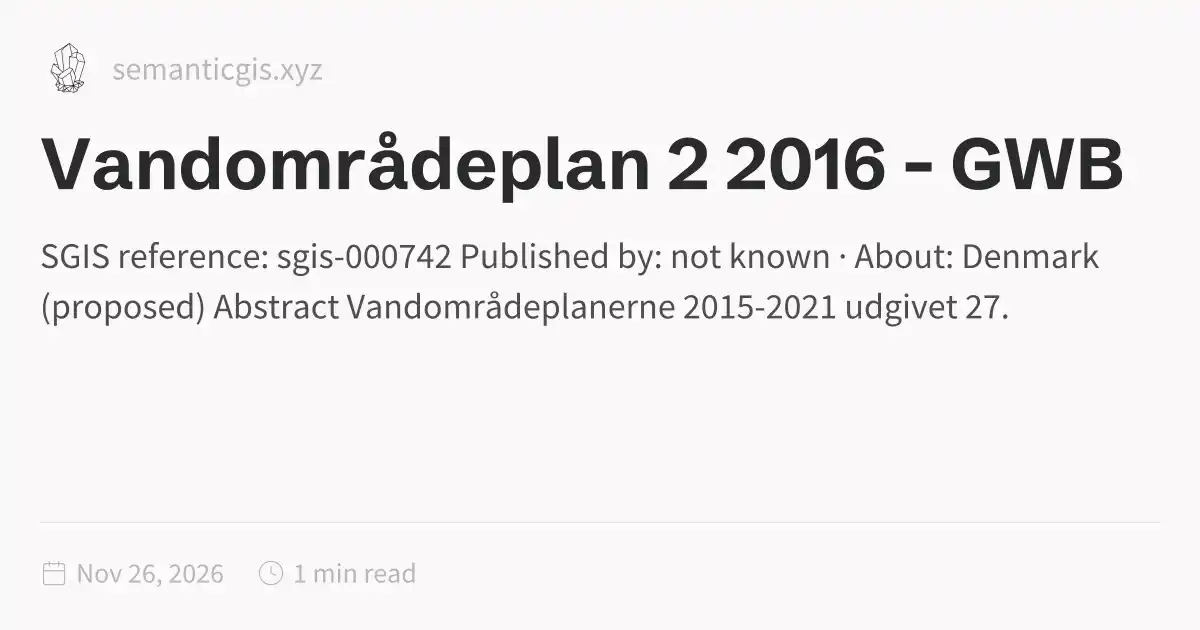 semanticgis.xyz
Vandområdeplan 2 2016 – GWB
SGIS reference: sgis-000742 Published by: not known · About: Denmark
(proposed) Abstract Vandområdeplanerne 2015-2021 udgivet 27.
Nov 26, 2026 1 min read